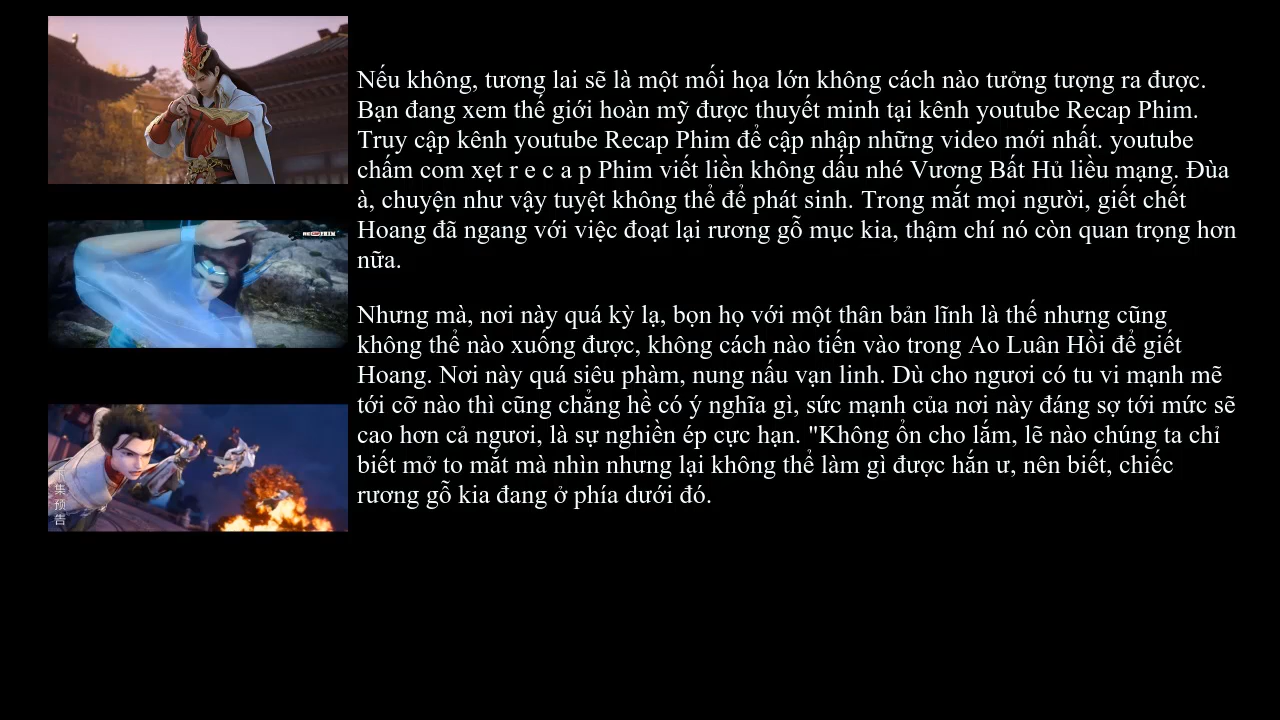 Nếu không, tương lai sẽ là một mối họa lớn không cách nào tưởng tượng ra được.
Bạn đang xem thế giới hoàn mỹ được thuyết minh tại kênh youtube Recap Phim.
Truy cập kênh youtube Recap Phim để cập nhập những video mới nhất. youtube
chấm com xẹt r e c a p Phim viết liền không dấu nhé Vương Bất Hủ liều mạng. Đùa
à, chuyện như vậy tuyệt không thể để phát sinh. Trong mắt mọi người, giết chết
Hoang đã ngang với việc đoạt lại rương gỗ mục kia, thậm chí nó còn quan trọng hơn
nữa.
Nhưng mà, nơi này quá kỳ lạ, bọn họ với một thân bản lĩnh là thế nhưng cũng
không thể nào xuống được, không cách nào tiến vào trong Ao Luân Hồi để giết
Hoang. Nơi này quá siêu phàm, nung nấu vạn linh. Dù cho ngươi có tu vi mạnh mẽ
tới cỡ nào thì cũng chẳng hề có ý nghĩa gì, sức mạnh của nơi này đáng sợ tới mức sẽ
cao hơn cả ngươi, là sự nghiền ép cực hạn. "Không ổn cho lắm, lẽ nào chúng ta chỉ
biết mở to mắt mà nhìn nhưng lại không thể làm gì được hắn ư, nên biết, chiếc
rương gỗ kia đang ở phía dưới đó.
集预告